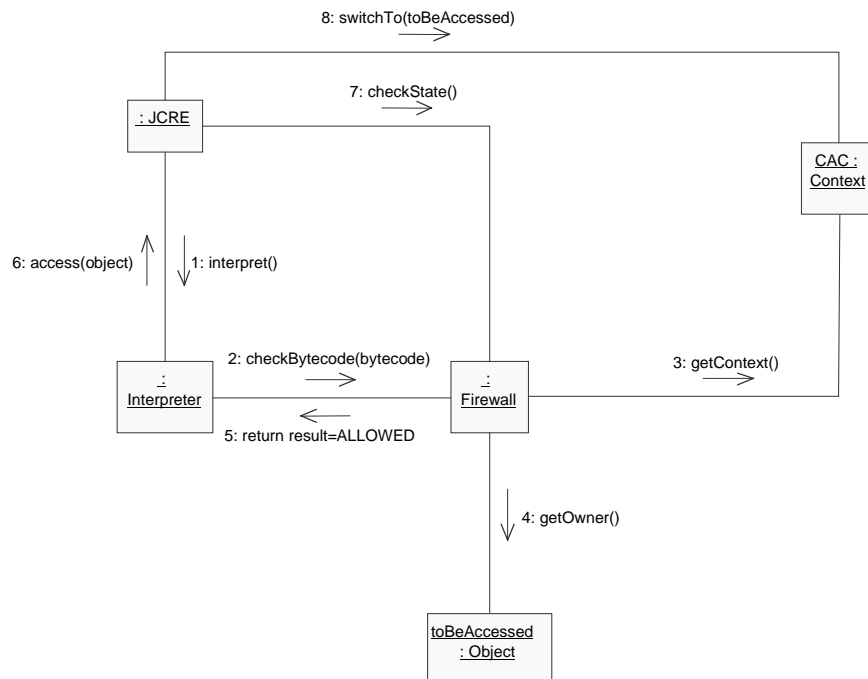 8: switchTo(toBeAccessed)
7: checkState()
: JCRE
CAC :
Context
6: access(object)
1: interpret()
2: checkBytecode(bytecode)
3: getContext()
:
Interpreter
:
Firewall
5: return result=ALLOWED
4: getOwner()
toBeAccessed
: Object